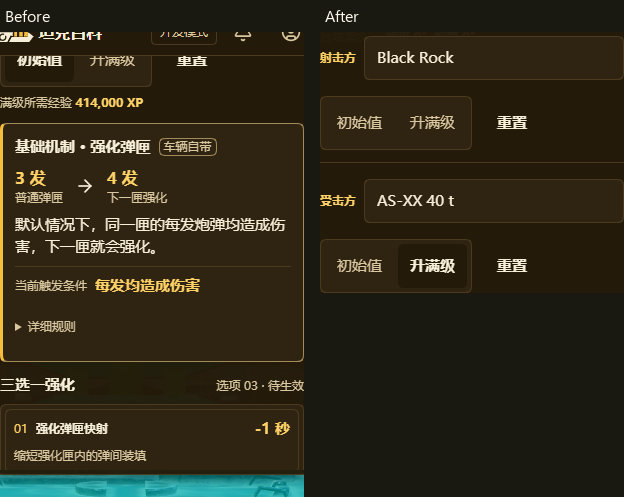 Before
After
坦克百科
开发模式
初始值
升满级
重置
满级所需经验 414,000 XP
基础机制·强化弹匣 车辆自带
3 发
4 发
普通弹匣
下一匣强化
默认情况下，同一匣的每发炮弹均造成伤
害，下一匣就会强化。
当前触发条件 每发均造成伤害
详细规则
三选一强化
选项 03 · 待生效
01 强化弹匣快射 -1 秒
缩短强化匣内的弹间装填
射击方 Black Rock
初始值 升满级 重置
受击方 AS-XX 40 t
初始值 升满级 重置